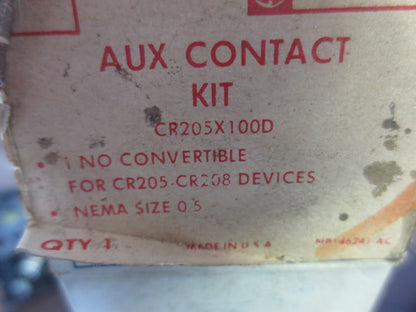 AUX CONTACT
KIT
CR205X100D
• 1 NO CONVERTIBLE
FOR CR205-CR208 DEVICES
• NEMA SIZE 0-5
QTY 1 MADE IN U.S.A.